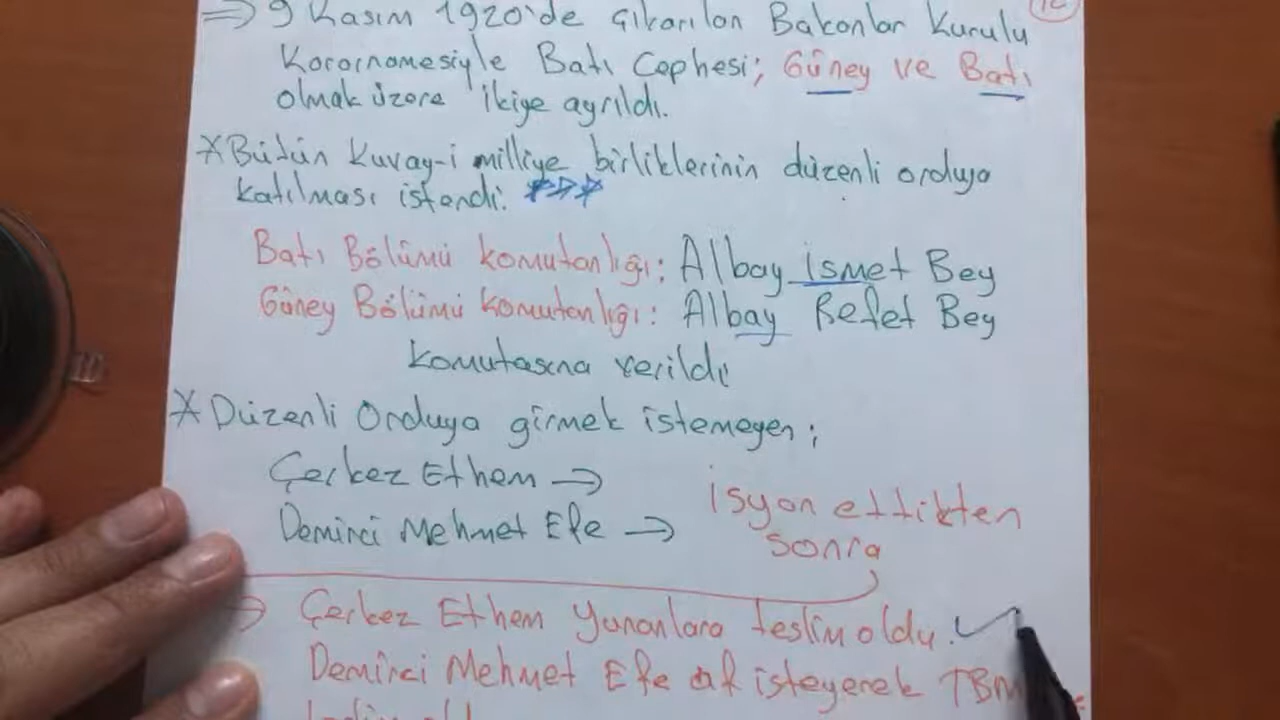 12
=> 9 Kasım 1920'de Çıkarılan Bakanlar Kurulu
Kararnamesiyle Batı Cephesi; Güney ve Batı
olmak üzere ikiye ayrıldı.
*Bütün Kuvay-i milliye birliklerinin düzenli orduya
katılması istendi.
Batı Bölümü komutanlığı: Albay İsmet Bey
Güney Bölümü komutanlığı: Albay Refet Bey
komutasına verildi
*Düzenli Orduya girmek istemeyen;
Çerkez Ethem →
Demirci Mehmet Efe →
isyan ettikten
sonra
Çerkez Ethem Yunanlara teslim oldu.
Demirci Mehmet Efe af isteyerek TBM